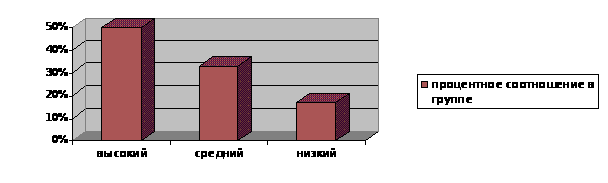 50%
40%
30%
20%
10%
0%
высокий средний низкий
процентное соотношение в
группе